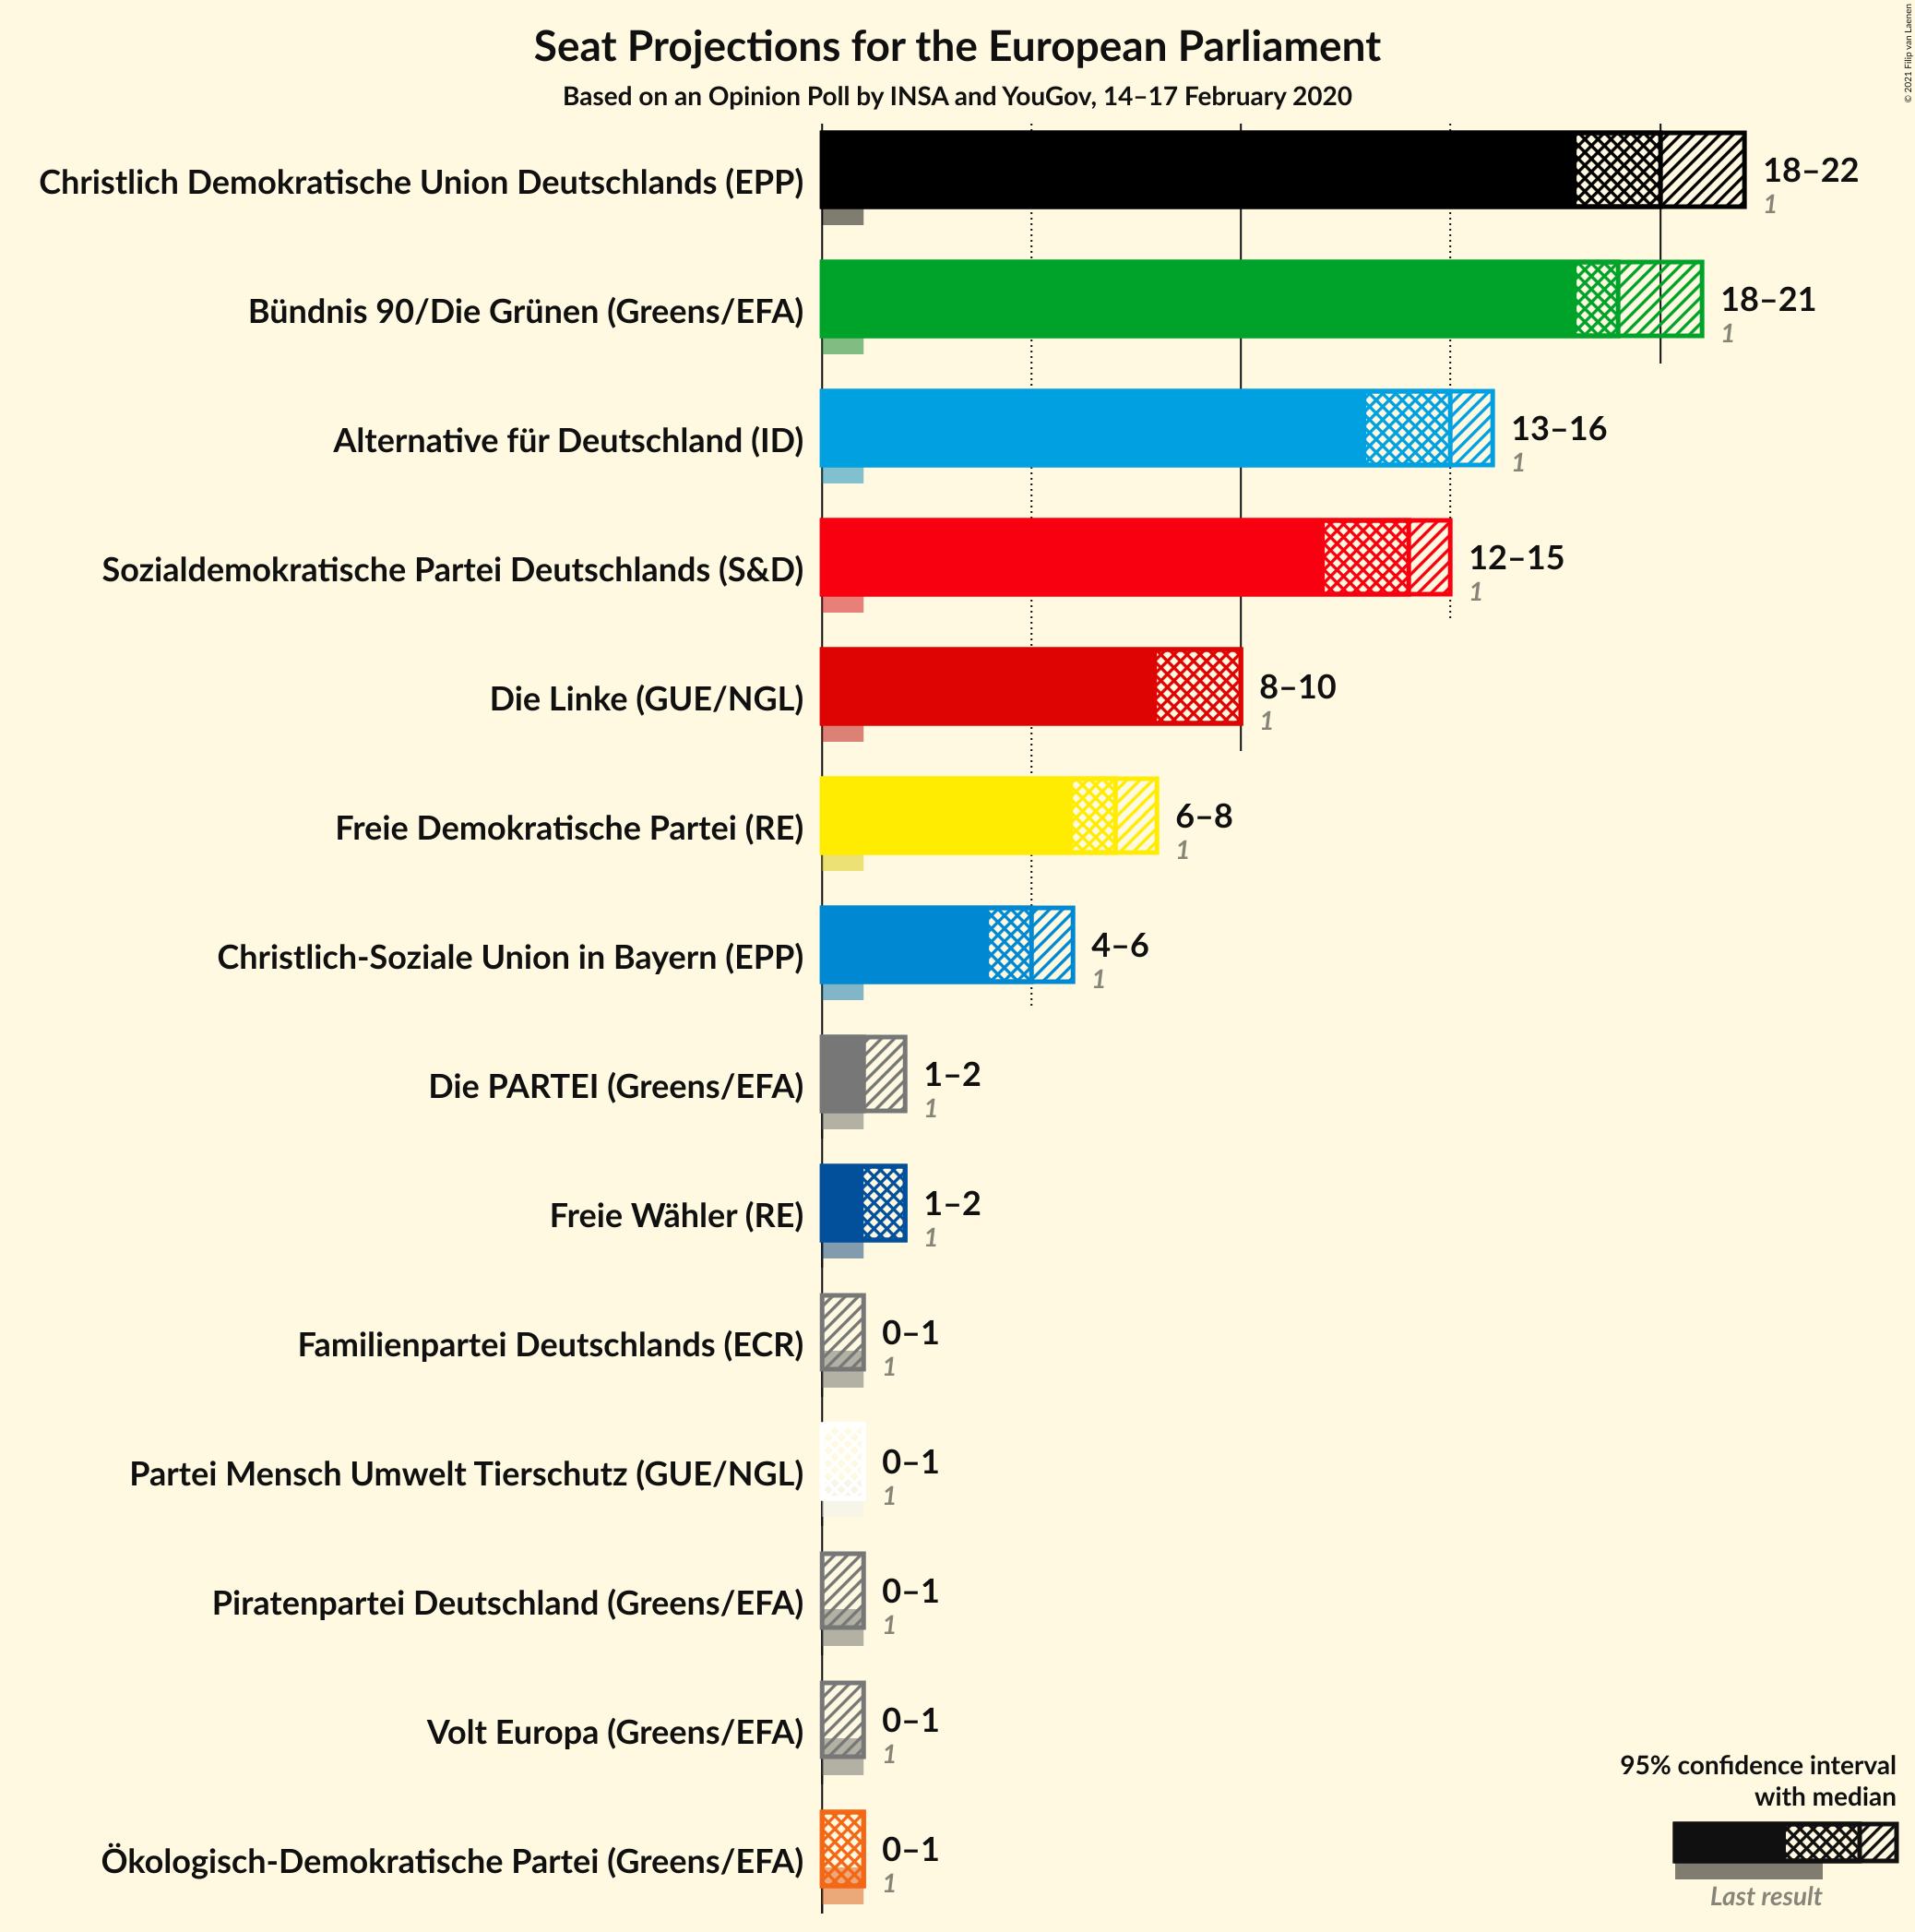 Seat Projections for the European Parliament
Based on an Opinion Poll by INSA and YouGov, 14–17 February 2020
© 2021 Filip van Laenen
Christlich Demokratische Union Deutschlands (EPP)
18–22
1
Bündnis 90/Die Grünen (Greens/EFA)
18–21
1
Alternative für Deutschland (ID)
13–16
1
Sozialdemokratische Partei Deutschlands (S&D)
12–15
1
Die Linke (GUE/NGL)
8–10
1
Freie Demokratische Partei (RE)
6–8
1
Christlich-Soziale Union in Bayern (EPP)
4–6
1
Die PARTEI (Greens/EFA)
1–2
1
Freie Wähler (RE)
1–2
1
Familienpartei Deutschlands (ECR)
0–1
1
Partei Mensch Umwelt Tierschutz (GUE/NGL)
0–1
1
Piratenpartei Deutschland (Greens/EFA)
0–1
1
Volt Europa (Greens/EFA)
0–1
1
Ökologisch-Demokratische Partei (Greens/EFA)
0–1
1
95% confidence interval
with median
Last result